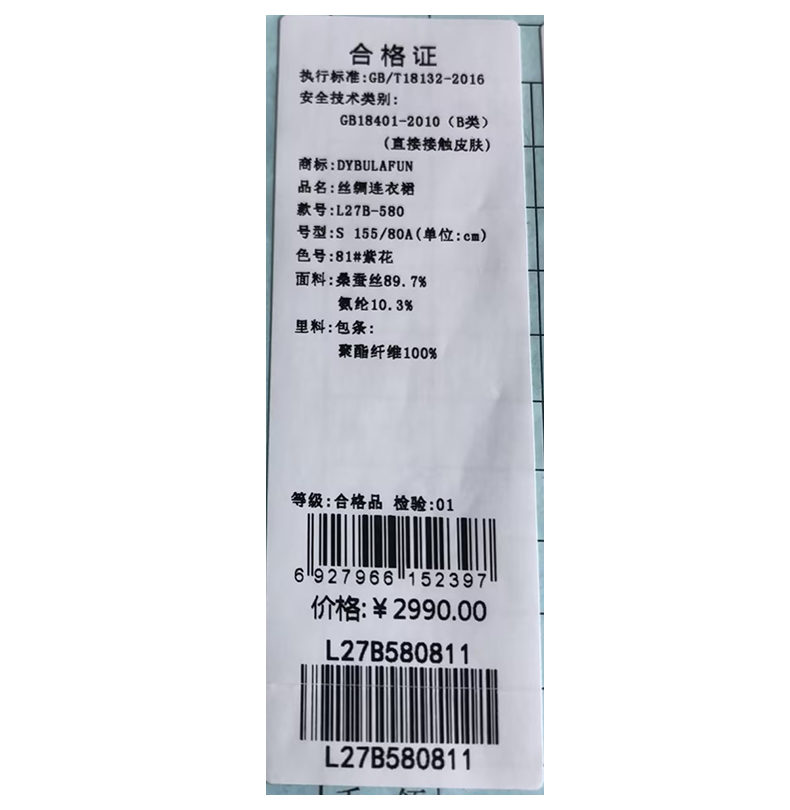 合格证
执行标准:GB/T18132-2016
安全技术类别:
GB18401-2010（B类）
(直接接触皮肤)
商标:DYBULAFUN
品名:丝绸连衣裙
款号:L27B-580
号型:S 155/80A(单位:cm)
色号:81#紫花
面料:桑蚕丝89.7%
氨纶10.3%
里料:包条:
聚酯纤维100%
等级:合格品 检验:01
6 927966 152397
价格:￥2990.00
L27B580811
L27B580811